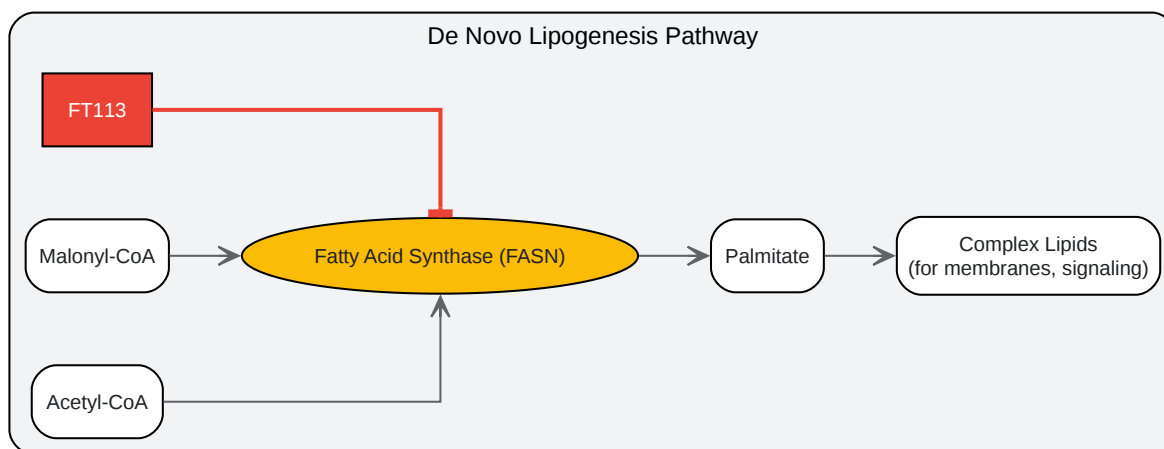 De Novo Lipogenesis Pathway
FT113
Malonyl-CoA
Fatty Acid Synthase (FASN)
Palmitate
Complex Lipids
(for membranes, signaling)
Acetyl-CoA